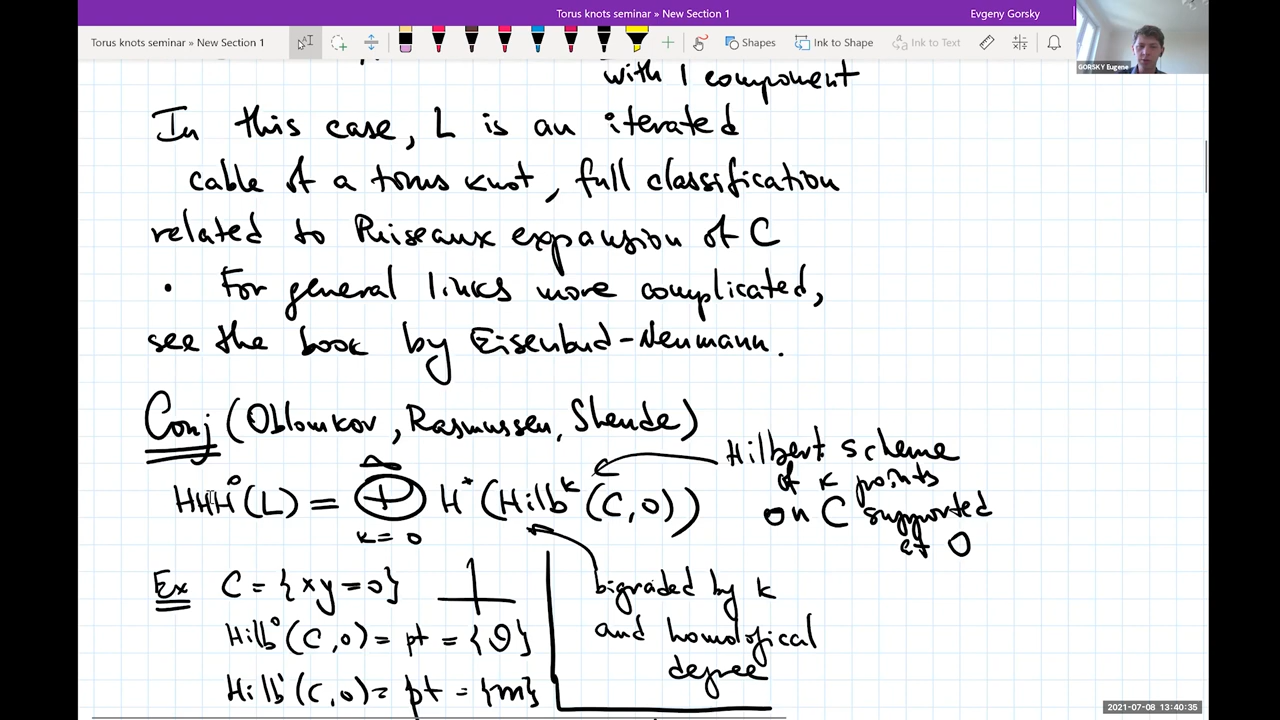 Torus knots seminar » New Section 1
Evgeny Gorsky
Torus knots seminar » New Section 1
Shapes
Ink to Shape
Ink to Text
GORSKY Eugene
with 1 component
In this case, L is an iterated
cable of a torus knot, full classification
related to Puiseaux expansion of C
• For general links more complicated,
see the book by Eisenbud-Neumann.
Conj (Oblomkov, Rasmussen, Shende)
HHH⁰(L) = ⊕ H*(Hilbᵏ(C,0))
∞
k=0
Hilbert scheme
of k points
on C supported
at 0
Ex C = {xy=0}
Hilb⁰(C,0) = pt = {O}
Hilb¹(C,0) = pt = {m}
bigraded by k
and homological
degree
2021-07-08 13:40:35